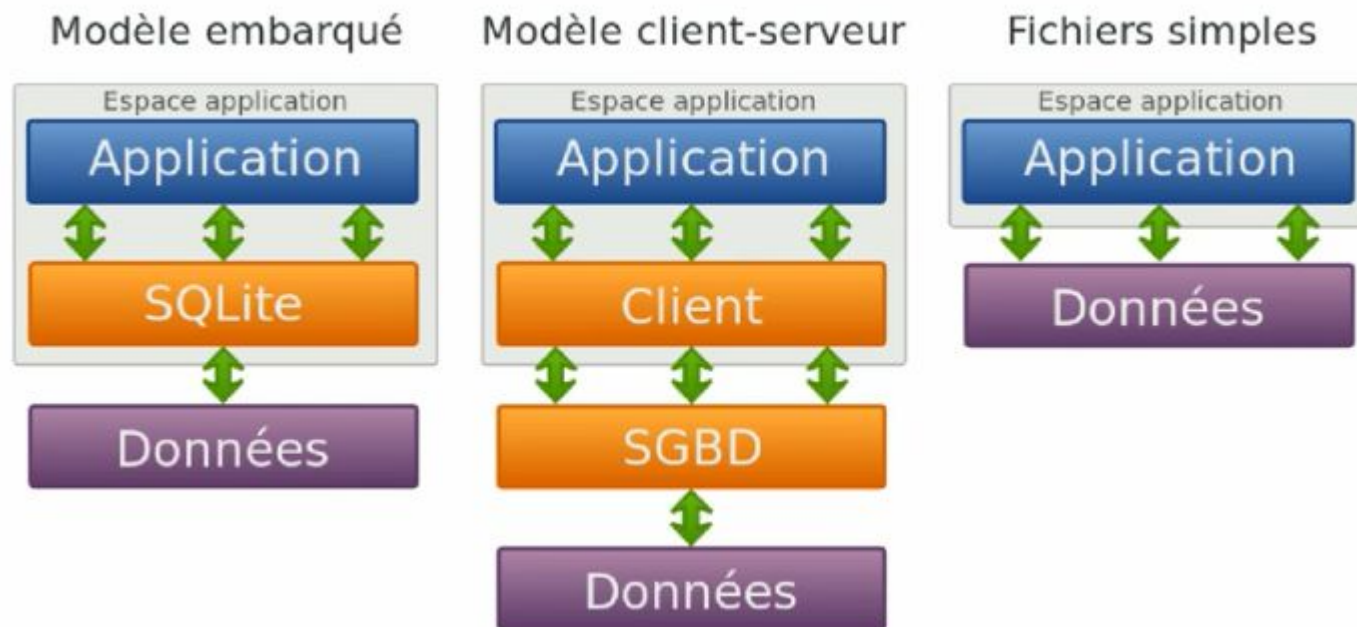 Modèle embarqué
Espace application
Application
SQLite
Données
Modèle client-serveur
Espace application
Application
Client
SGBD
Données
Fichiers simples
Espace application
Application
Données